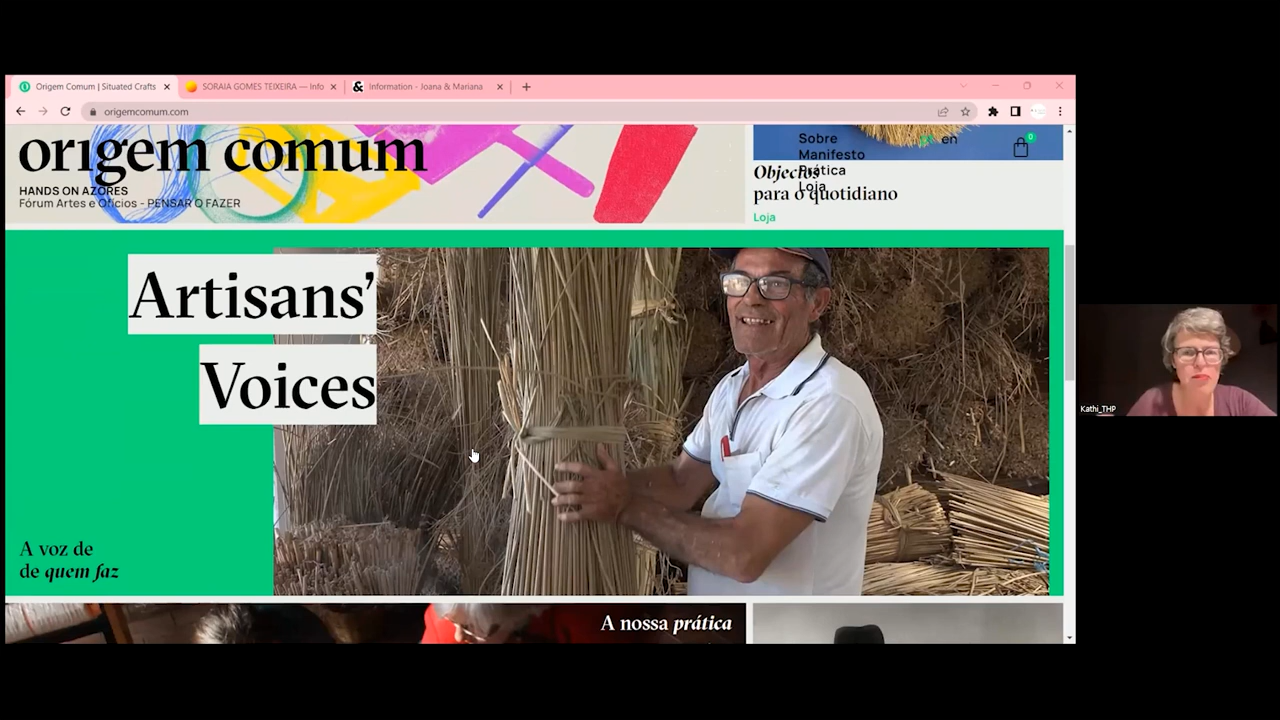 Origem Comum | Situated Crafts
SORAIA GOMES TEIXEIRA — Info
Information - Joana & Mariana
origemcomum.com
origem comum
HANDS ON AZORES
Fórum Artes e Ofícios - PENSAR O FAZER
en
0
Sobre
Manifesto
Prática
Loja
Objectos
para o quotidiano
Loja
Artisans’
Voices
A voz de
de quem faz
A nossa prática
Kathi_THP